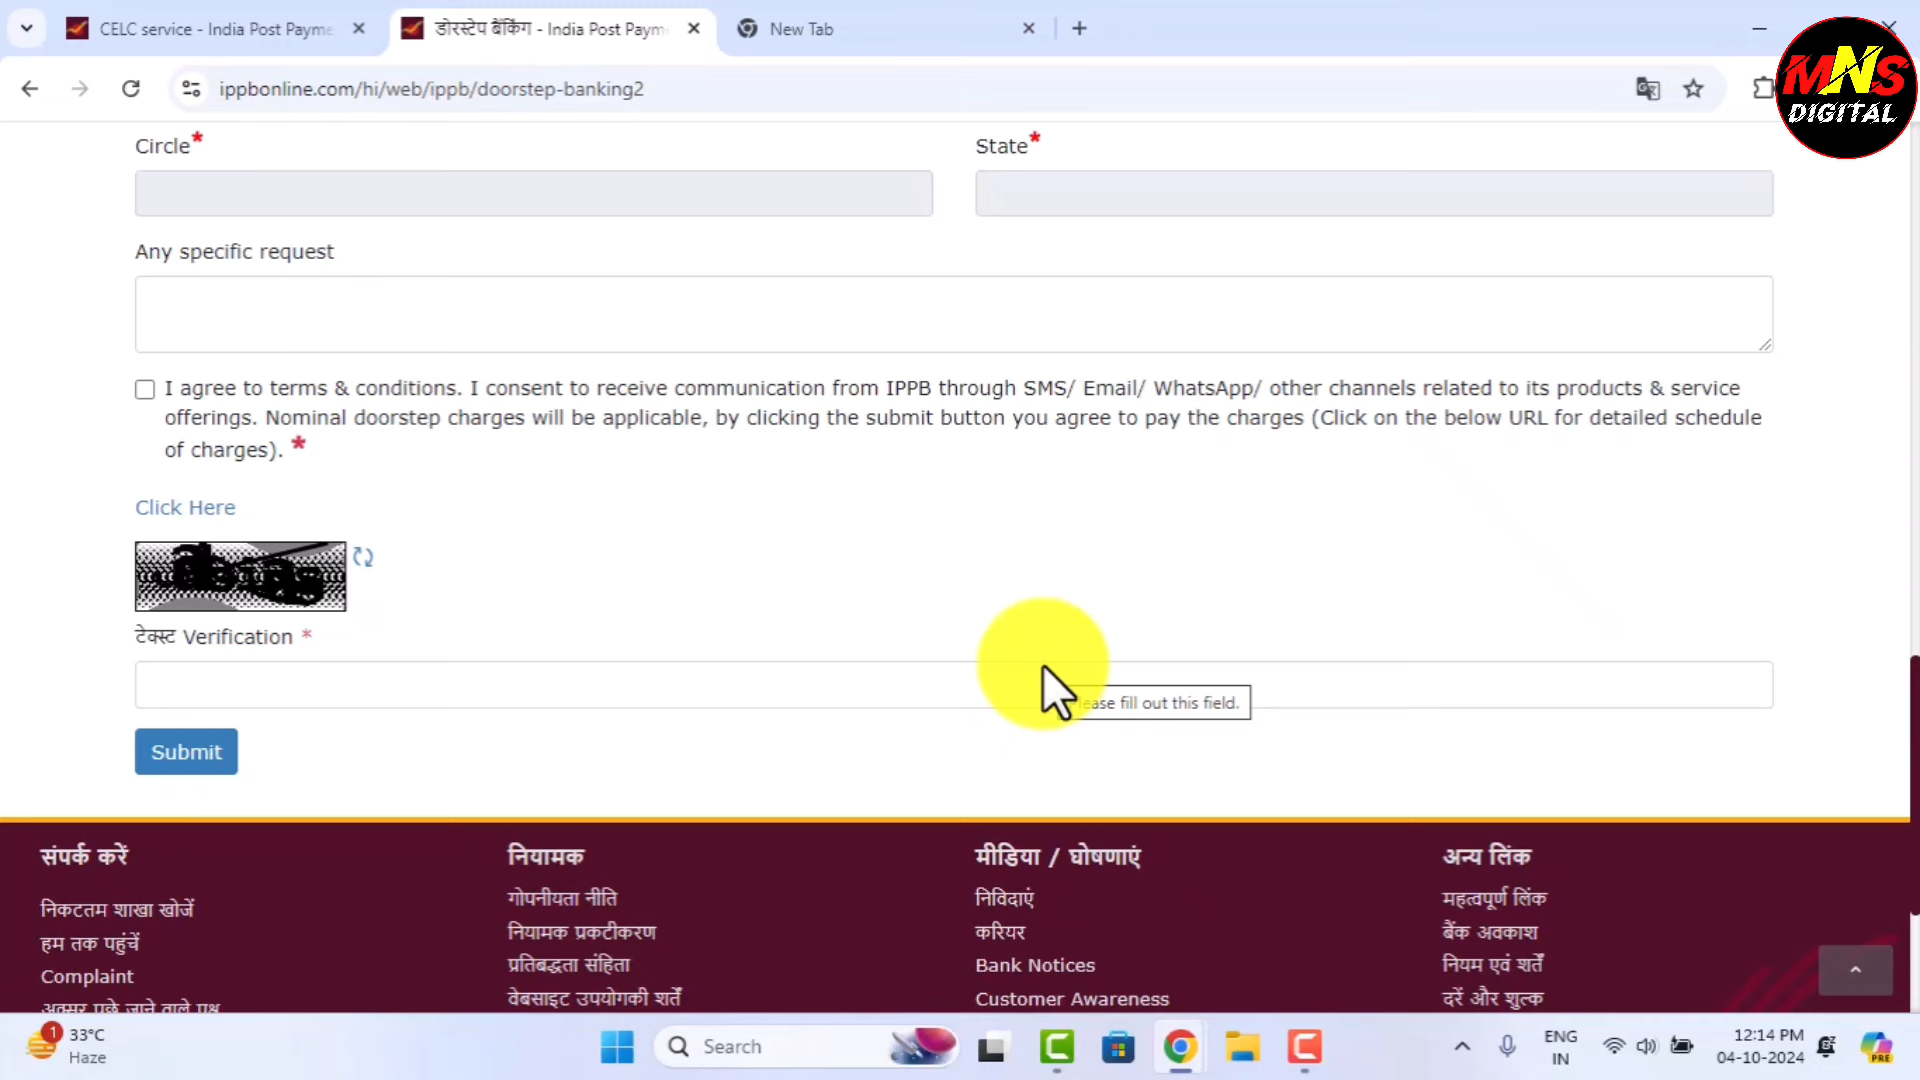 CELC service - India Post Payme
डोरस्टेप बैंकिंग - India Post Paym
New Tab
ippbonline.com/hi/web/ippb/doorstep-banking2
MNS
DIGITAL
Circle*
State*
Any specific request
I agree to terms & conditions. I consent to receive communication from IPPB through SMS/ Email/ WhatsApp/ other channels related to its products & service
offerings. Nominal doorstep charges will be applicable, by clicking the submit button you agree to pay the charges (Click on the below URL for detailed schedule
of charges). *
Click Here
टेक्स्ट Verification *
ease fill out this field.
Submit
संपर्क करें
नियामक
मीडिया / घोषणाएं
अन्य लिंक
निकटतम शाखा खोजें
गोपनीयता नीति
निविदाएं
महत्वपूर्ण लिंक
हम तक पहुंचें
नियामक प्रकटीकरण
करियर
बैंक अवकाश
Complaint
प्रतिबद्धता संहिता
Bank Notices
नियम एवं शर्तें
अक्सर पूछे जाने वाले प्रश्न
वेबसाइट उपयोगकी शर्तें
Customer Awareness
दरें और शुल्क
1
33°C
Haze
Search
ENG
IN
12:14 PM
04-10-2024
PRE